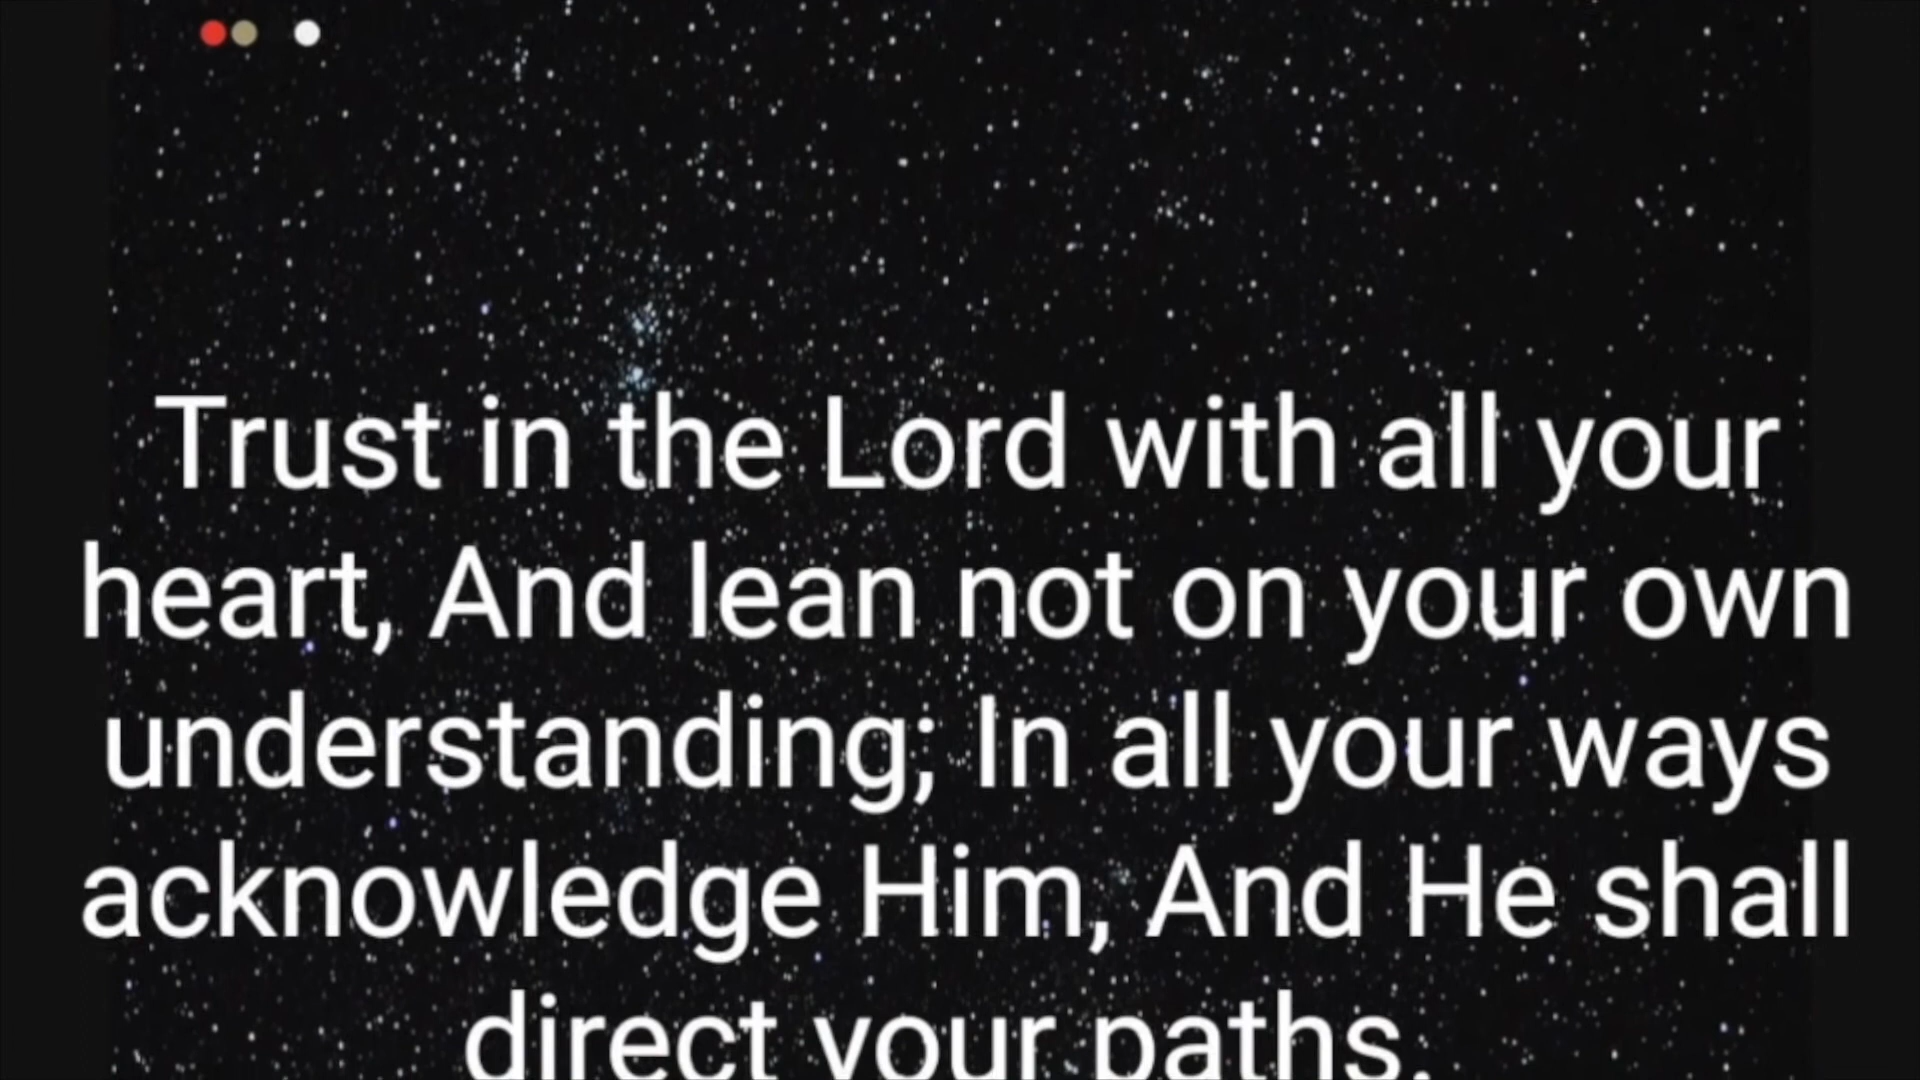 Trust in the Lord with all your
heart, And lean not on your own
understanding; In all your ways
acknowledge Him, And He shall
direct your paths.